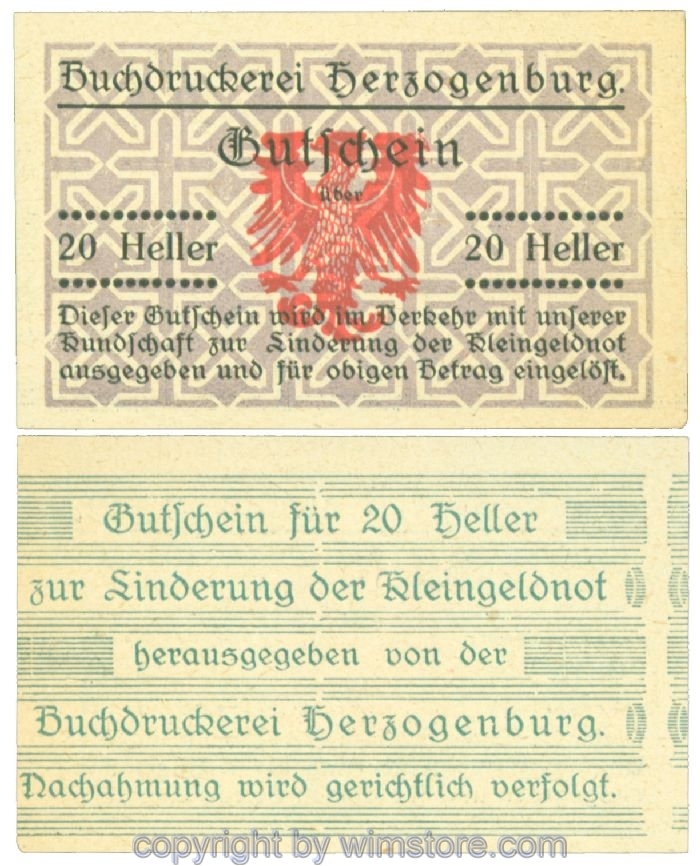 Buchdruckerei Herzogenburg.
Gutschein
über
20 Heller 20 Heller
Dieser Gutschein wird im Verkehr mit unserer
Kundschaft zur Linderung der Kleingeldnot
ausgegeben und für obigen Betrag eingelöst.
Gutschein für 20 Heller
zur Linderung der Kleingeldnot
herausgegeben von der
Buchdruckerei Herzogenburg.
Nachahmung wird gerichtlich verfolgt.
copyright by wimstore.com